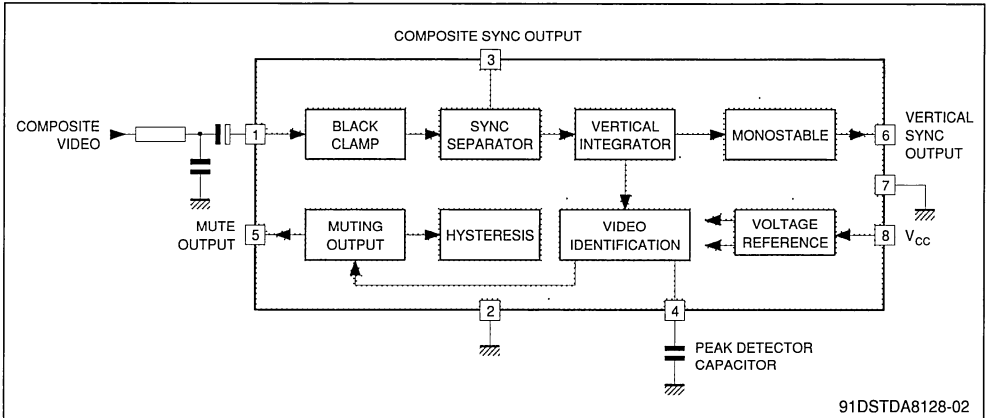 COMPOSITE SYNC OUTPUT
3
COMPOSITE
VIDEO
1
BLACK
CLAMP
SYNC
SEPARATOR
VERTICAL
INTEGRATOR
MONOSTABLE
6
VERTICAL
SYNC
OUTPUT
7
MUTE
OUTPUT
5
MUTING
OUTPUT
HYSTERESIS
VIDEO
IDENTIFICATION
VOLTAGE
REFERENCE
8
VCC
2
4
PEAK DETECTOR
CAPACITOR
91DSTDA8128-02